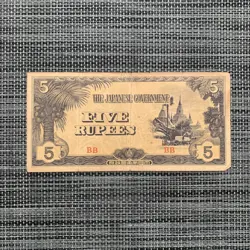 5 5
THE JAPANESE GOVERNMENT
FIVE
RUPEES
BB BB
5 5